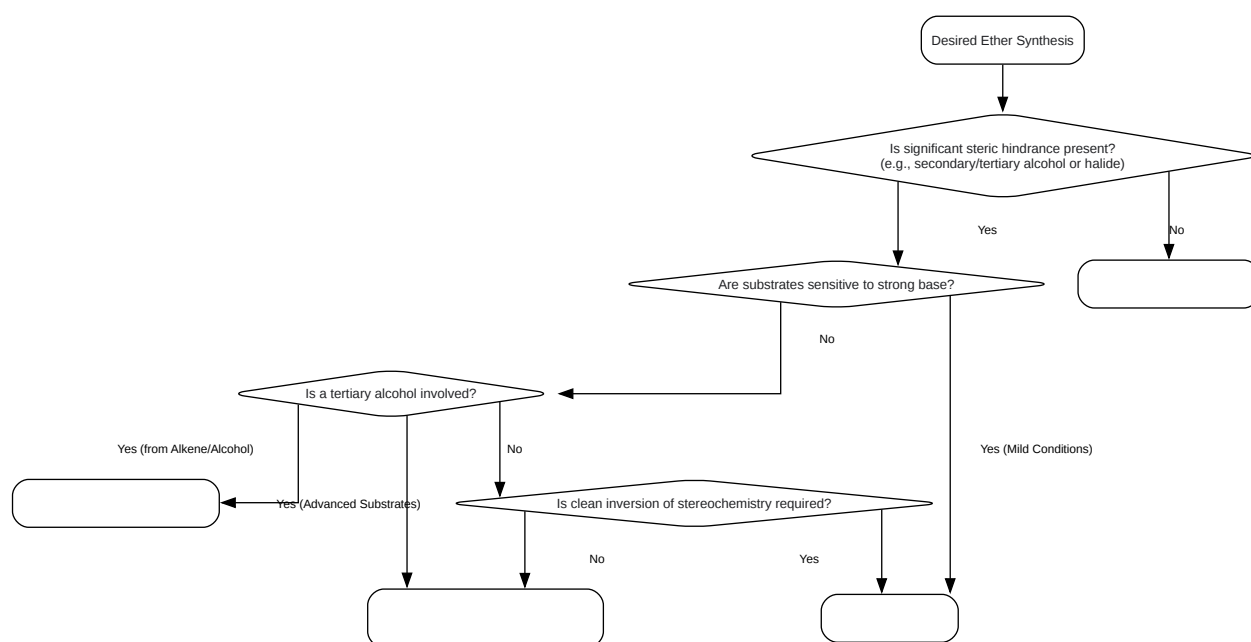 Desired Ether Synthesis
Is significant steric hindrance present?
(e.g., secondary/tertiary alcohol or halide)
Yes
No
Are substrates sensitive to strong base?
No
Is a tertiary alcohol involved?
Yes (from Alkene/Alcohol)
No
Yes (Mild Conditions)
Yes (Advanced Substrates)
Is clean inversion of stereochemistry required?
No
Yes